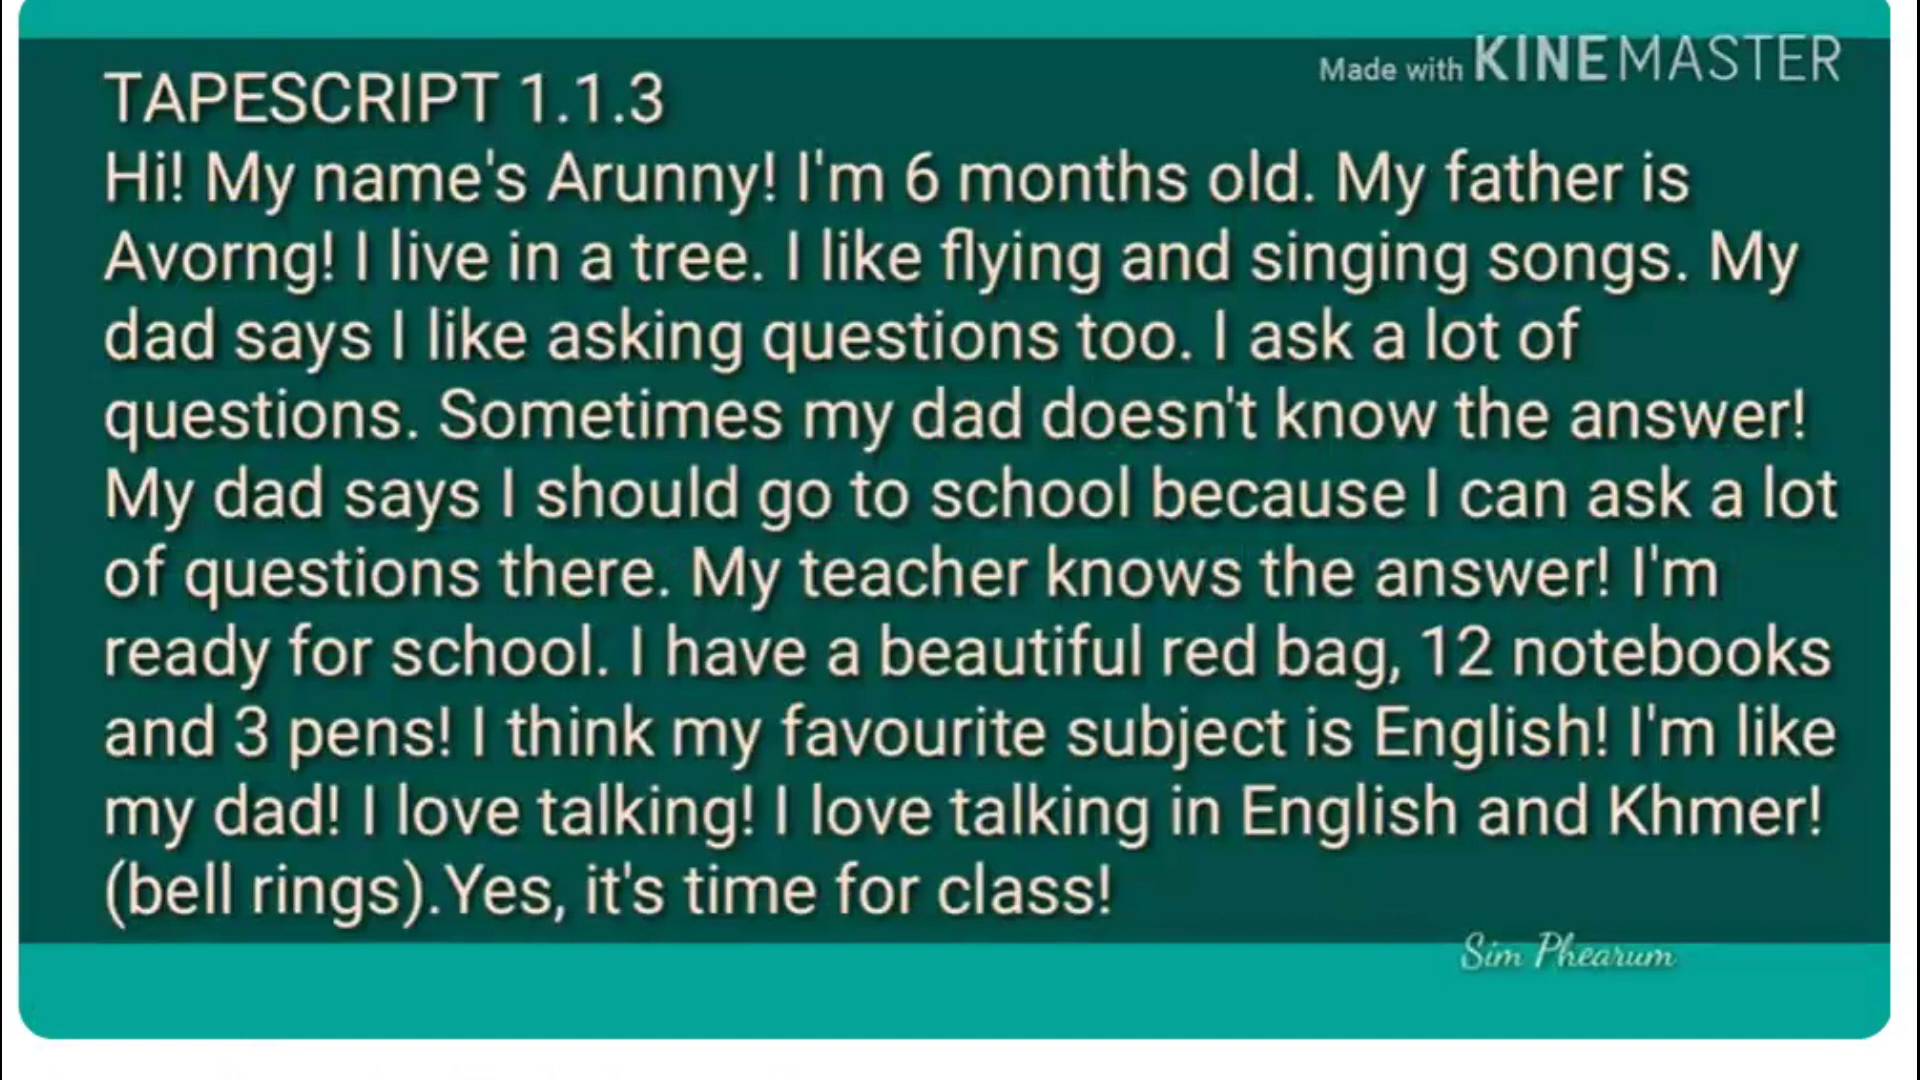 Made with KINEMASTER
TAPESCRIPT 1.1.3
Hi! My name's Arunny! I'm 6 months old. My father is
Avorng! I live in a tree. I like flying and singing songs. My
dad says I like asking questions too. I ask a lot of
questions. Sometimes my dad doesn't know the answer!
My dad says I should go to school because I can ask a lot
of questions there. My teacher knows the answer! I'm
ready for school. I have a beautiful red bag, 12 notebooks
and 3 pens! I think my favourite subject is English! I'm like
my dad! I love talking! I love talking in English and Khmer!
(bell rings).Yes, it's time for class!
Sim Phearum